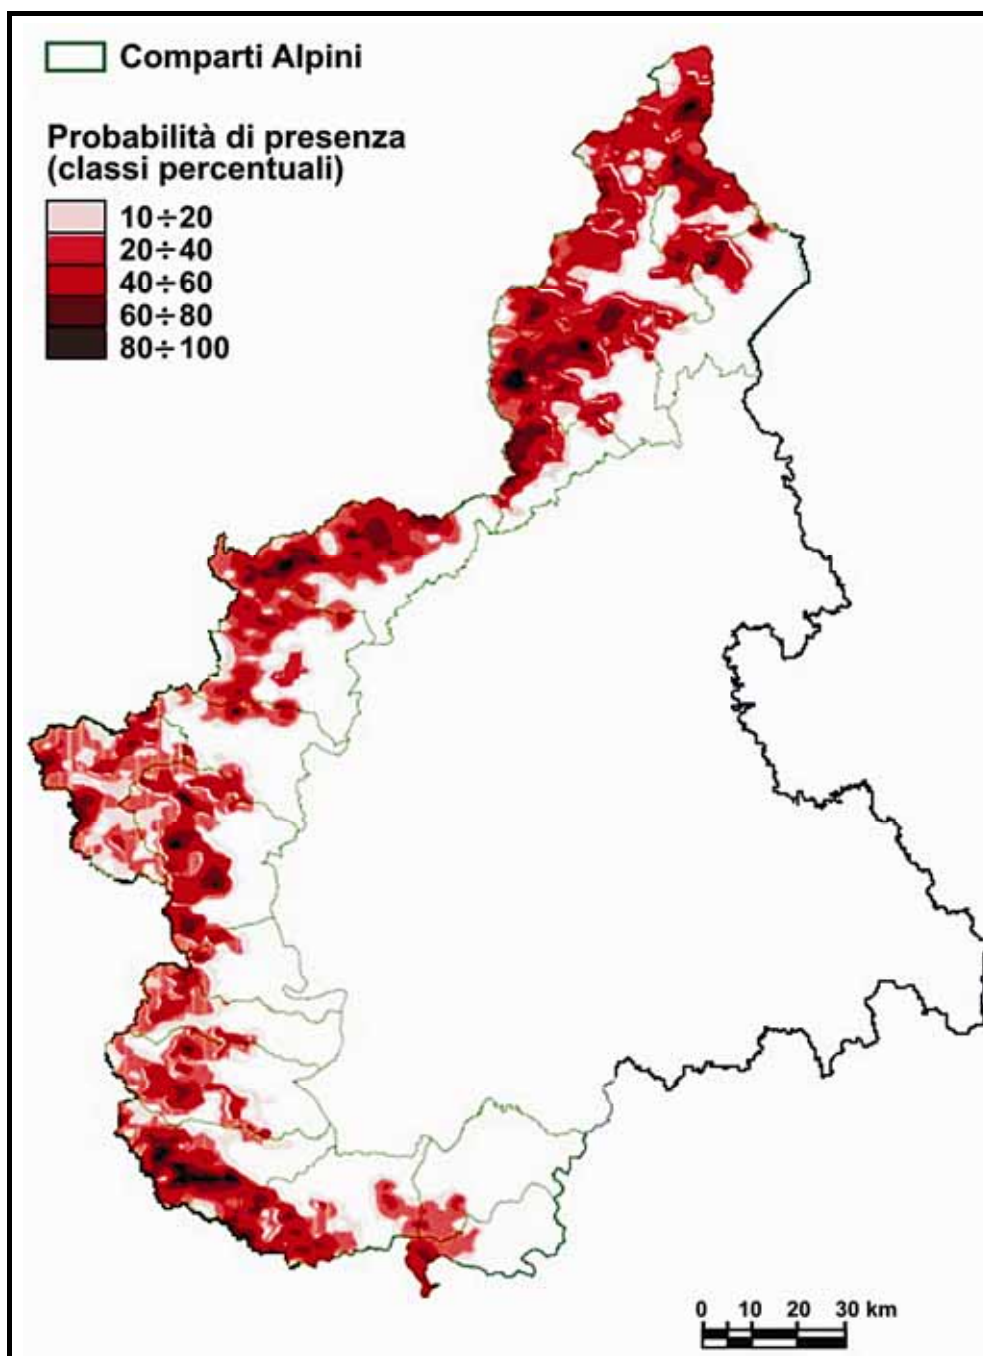 Comparti Alpini
Probabilità di presenza
(classi percentuali)
10÷20
20÷40
40÷60
60÷80
80÷100
0 10 20 30 km